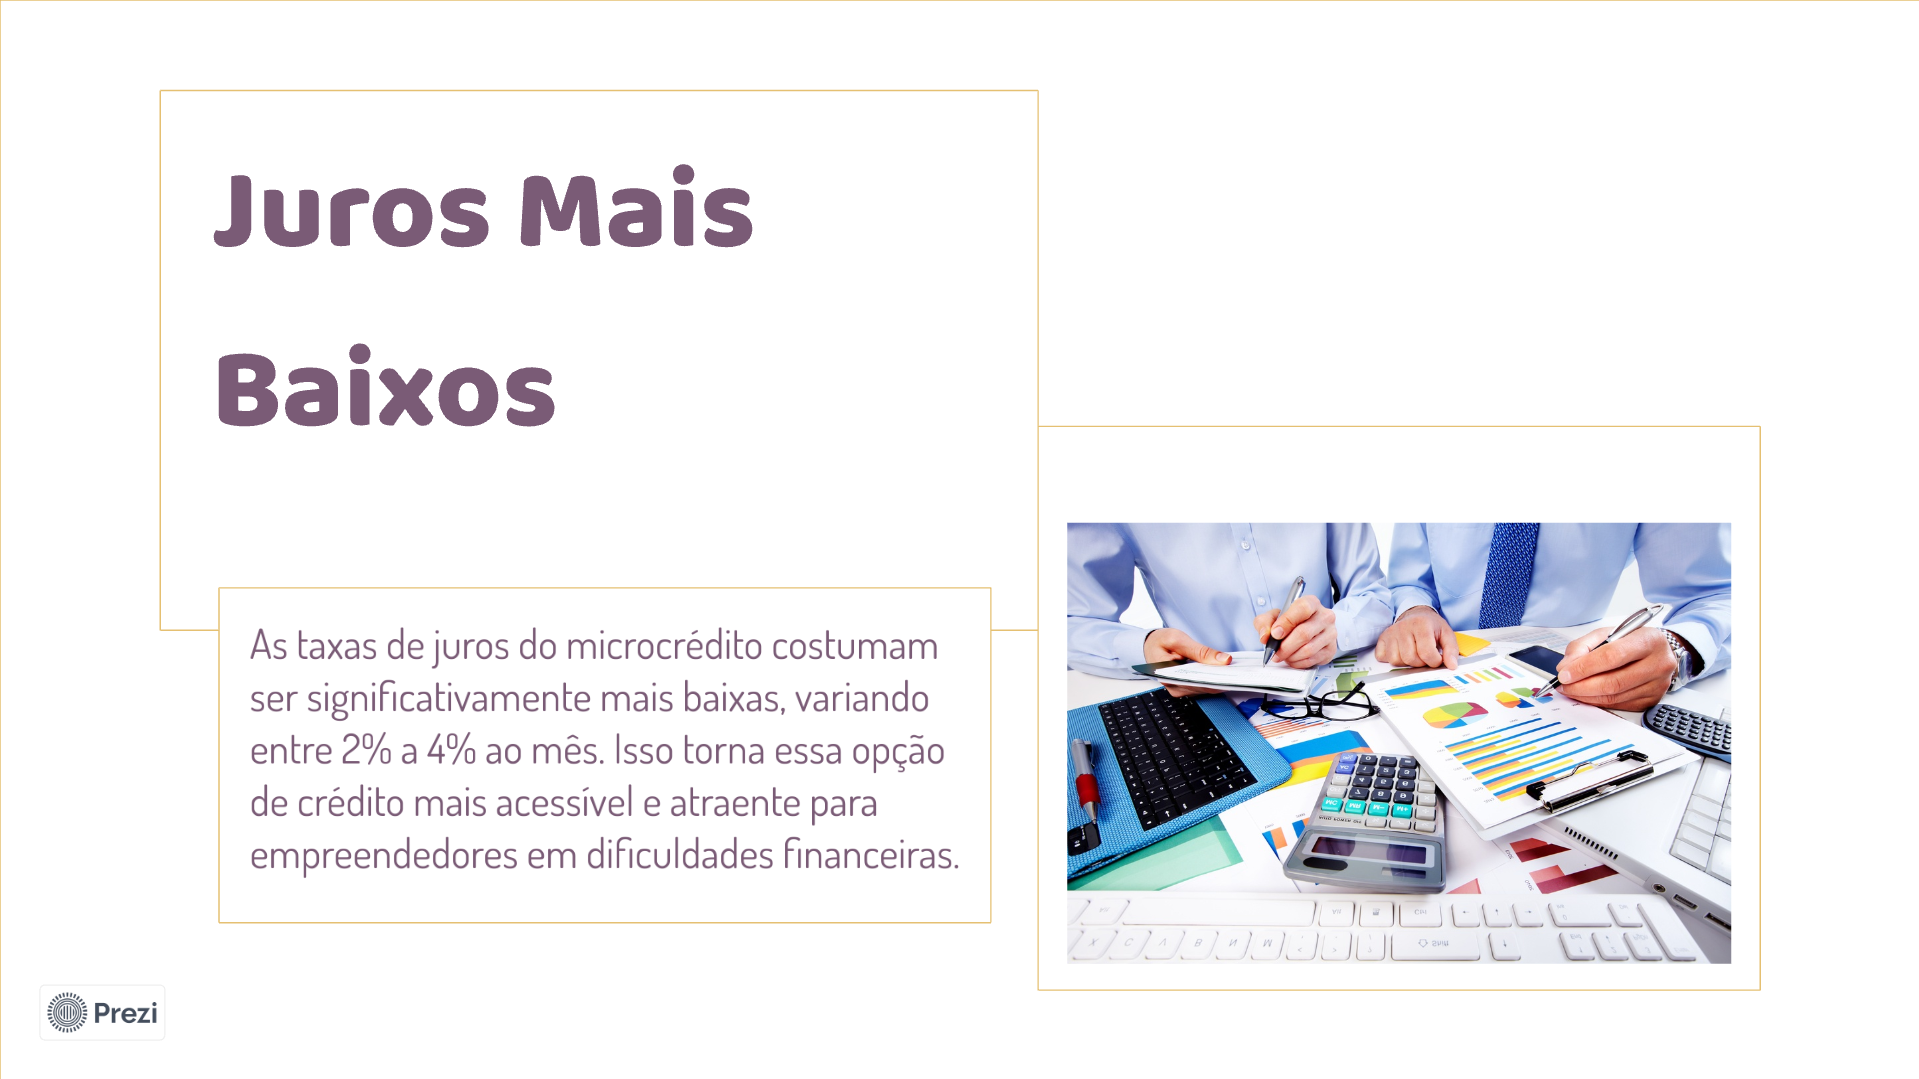 Juros Mais
Baixos
As taxas de juros do microcrédito costumam
ser significativamente mais baixas, variando
entre 2% a 4% ao mês. Isso torna essa opção
de crédito mais acessível e atraente para
empreendedores em dificuldades financeiras.
Prezi